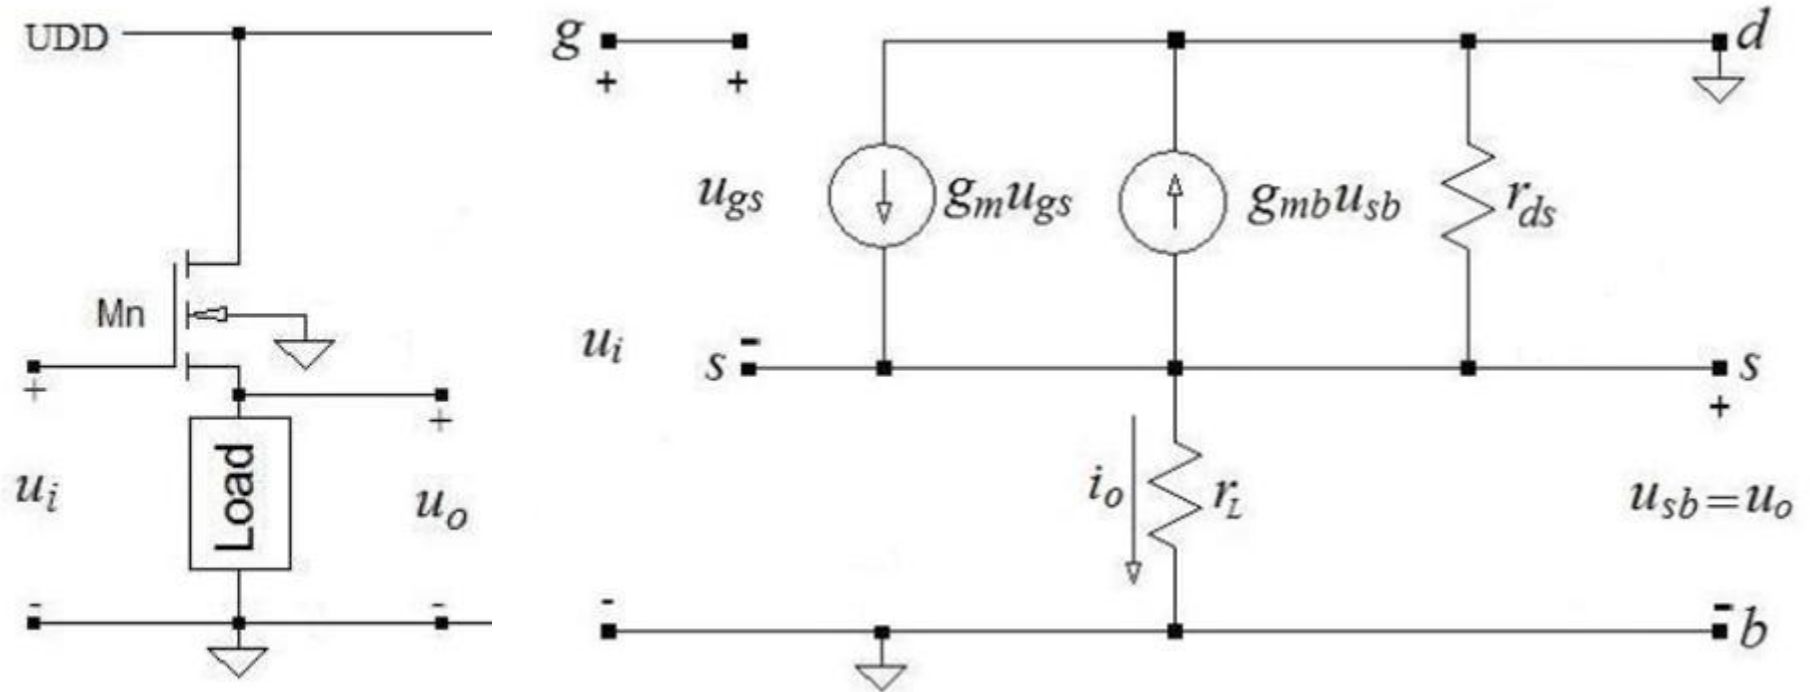 UDD
Mn
+
+
ui
Load
uo
-
-
g
+
+
d
ugs
gmugs
gmbusb
rds
ui
s
-
s
+
io
rL
usb=uo
-
-
b